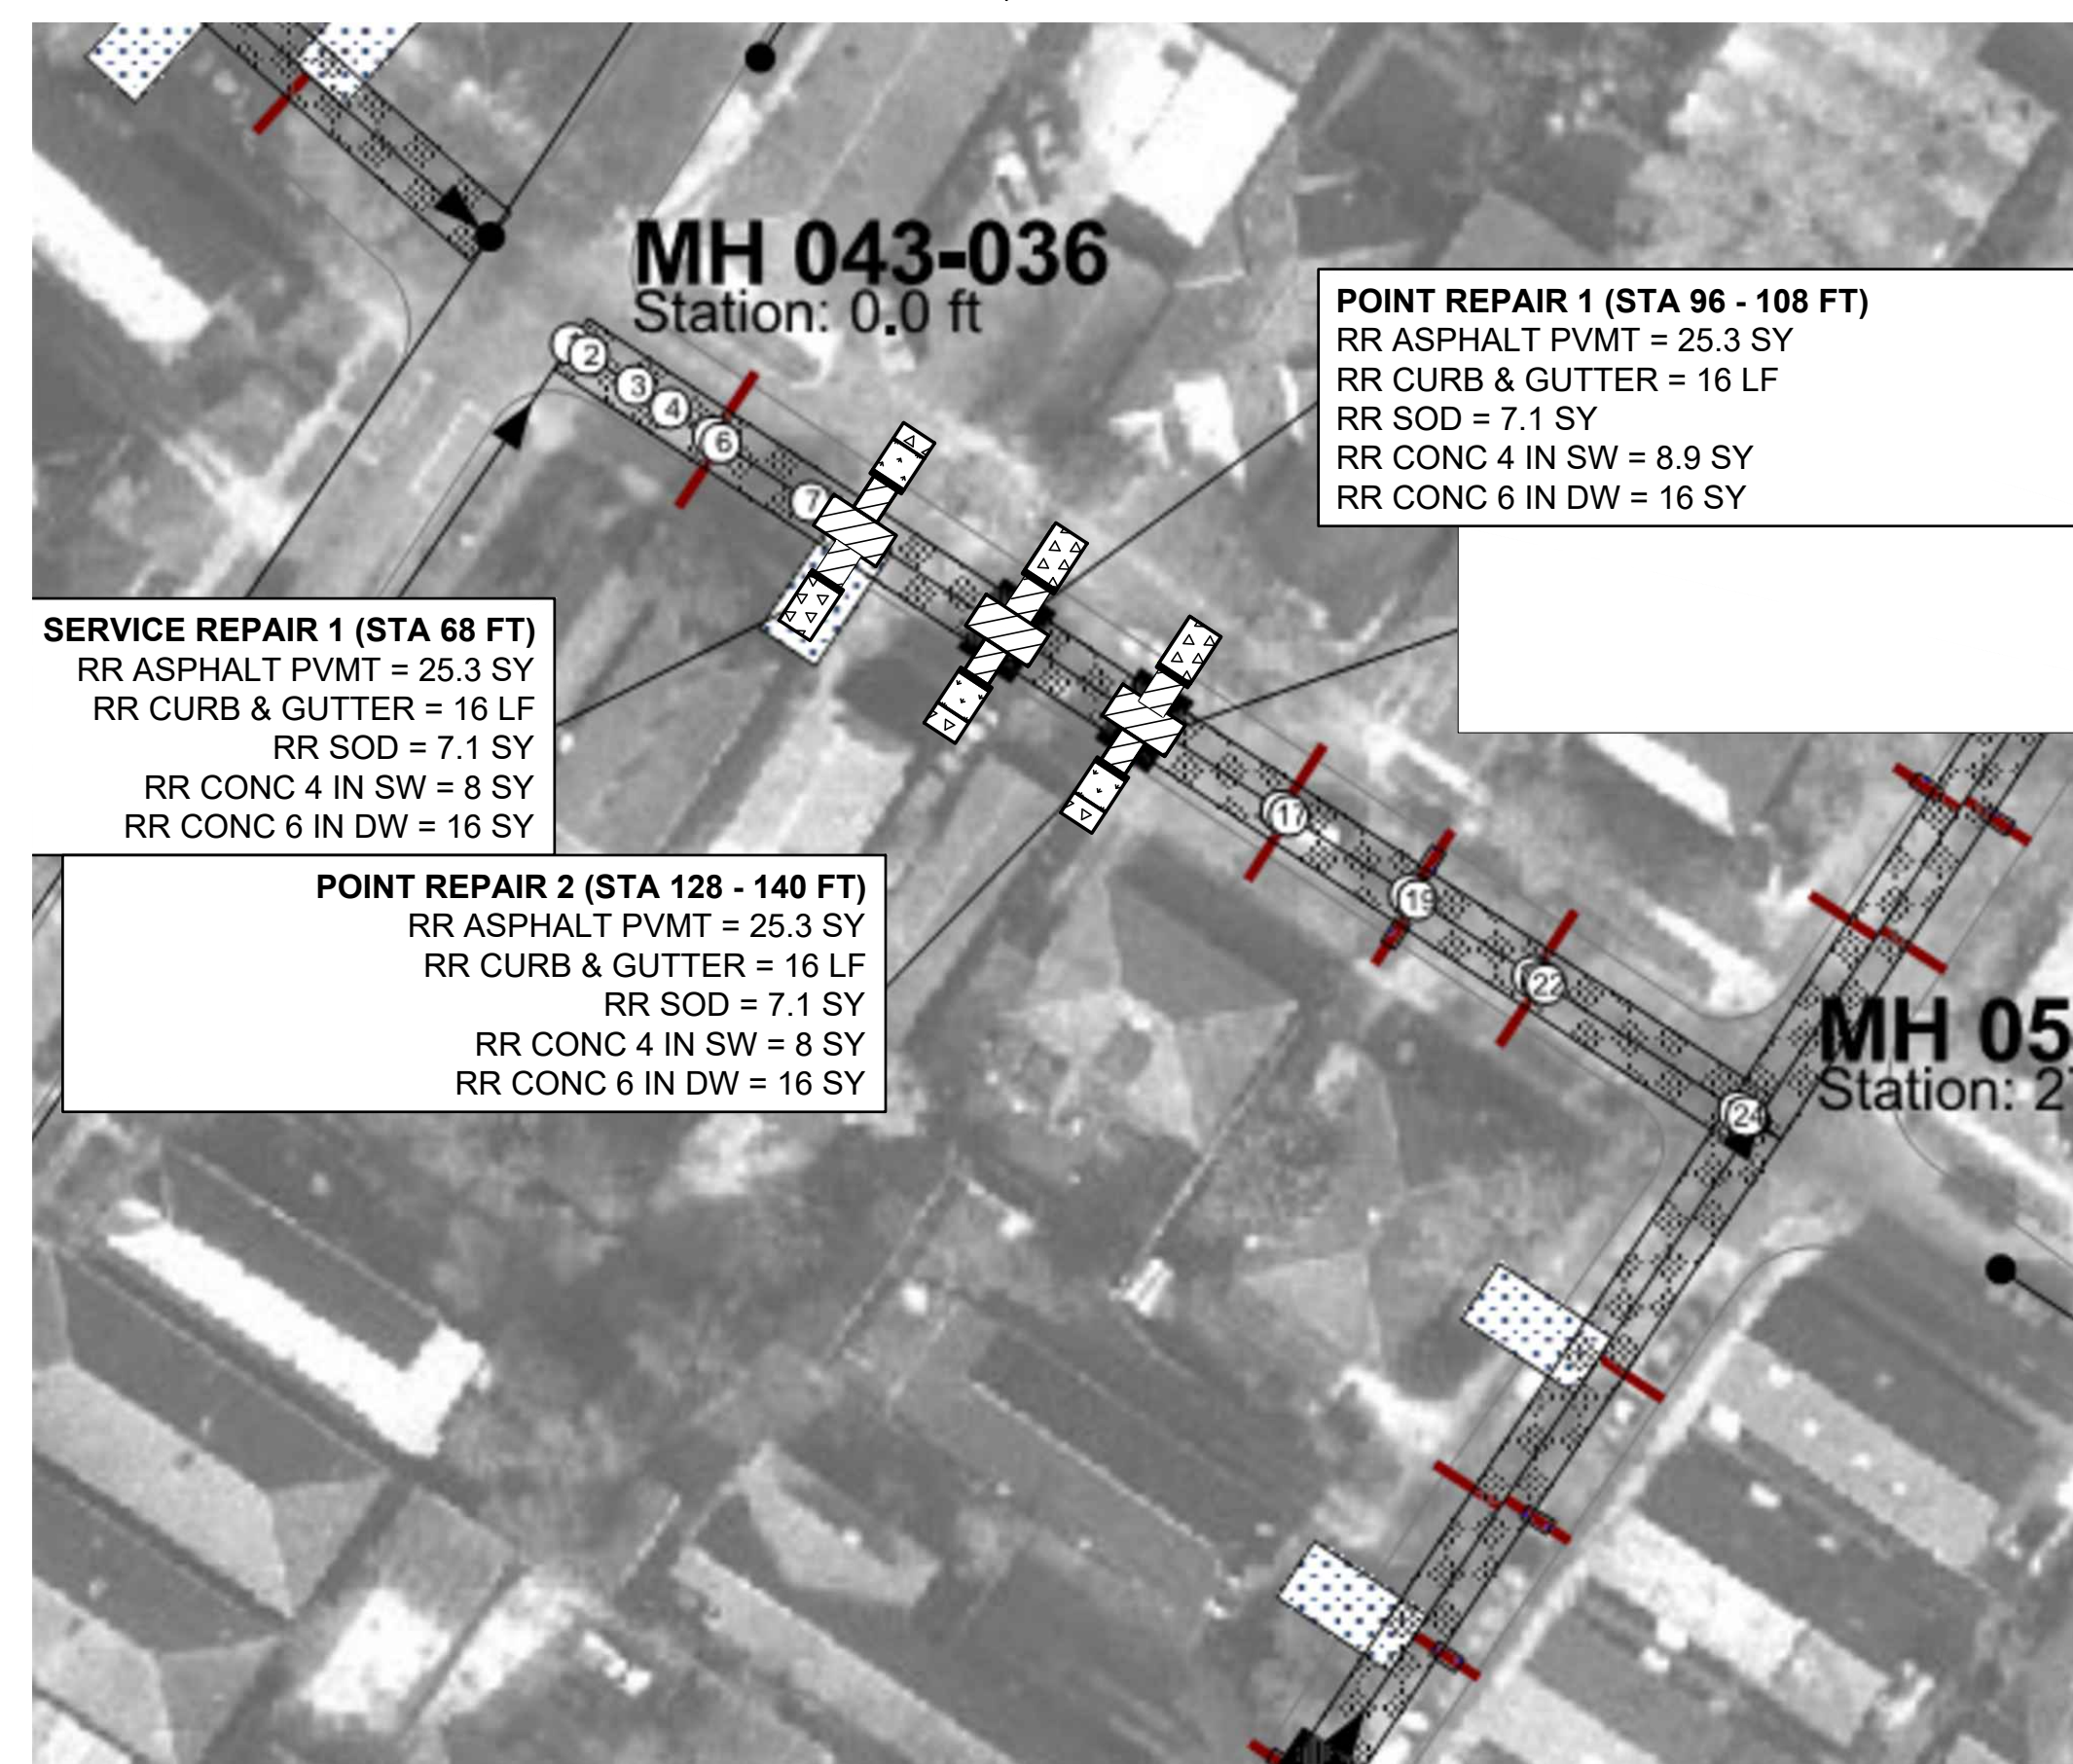 MH 043-036
Station: 0.0 ft
POINT REPAIR 1 (STA 96 - 108 FT)
RR ASPHALT PVMT = 25.3 SY
RR CURB & GUTTER = 16 LF
RR SOD = 7.1 SY
RR CONC 4 IN SW = 8.9 SY
RR CONC 6 IN DW = 16 SY
2
3
4
6
7
SERVICE REPAIR 1 (STA 68 FT)
RR ASPHALT PVMT = 25.3 SY
RR CURB & GUTTER = 16 LF
RR SOD = 7.1 SY
RR CONC 4 IN SW = 8 SY
RR CONC 6 IN DW = 16 SY
POINT REPAIR 2 (STA 128 - 140 FT)
RR ASPHALT PVMT = 25.3 SY
RR CURB & GUTTER = 16 LF
RR SOD = 7.1 SY
RR CONC 4 IN SW = 8 SY
RR CONC 6 IN DW = 16 SY
17
19
22
24
MH 05
Station: 2